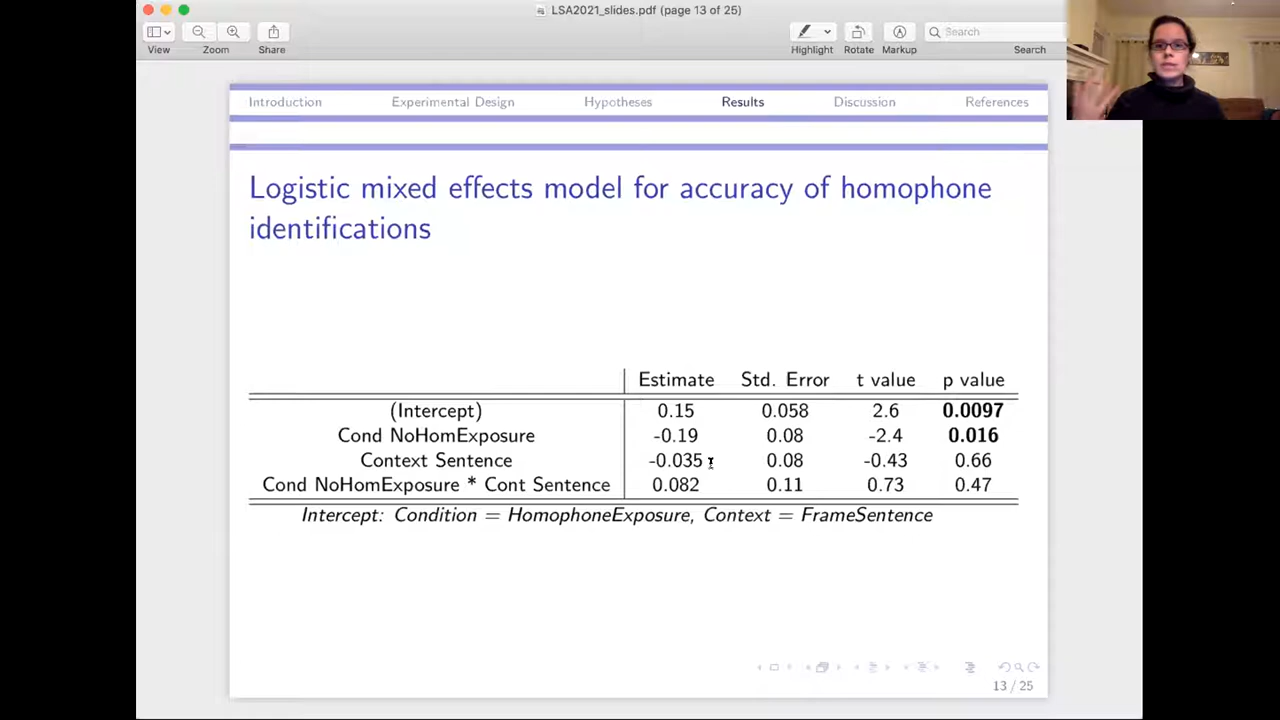 LSA2021_slides.pdf (page 13 of 25)
View Zoom Share Highlight Rotate Markup Search
Search
Introduction Experimental Design Hypotheses Results Discussion References
Logistic mixed effects model for accuracy of homophone
identifications
Estimate Std. Error t value p value
(Intercept) 0.15 0.058 2.6 0.0097
Cond NoHomExposure -0.19 0.08 -2.4 0.016
Context Sentence -0.035 0.08 -0.43 0.66
Cond NoHomExposure * Cont Sentence 0.082 0.11 0.73 0.47
Intercept: Condition = HomophoneExposure, Context = FrameSentence
13 / 25